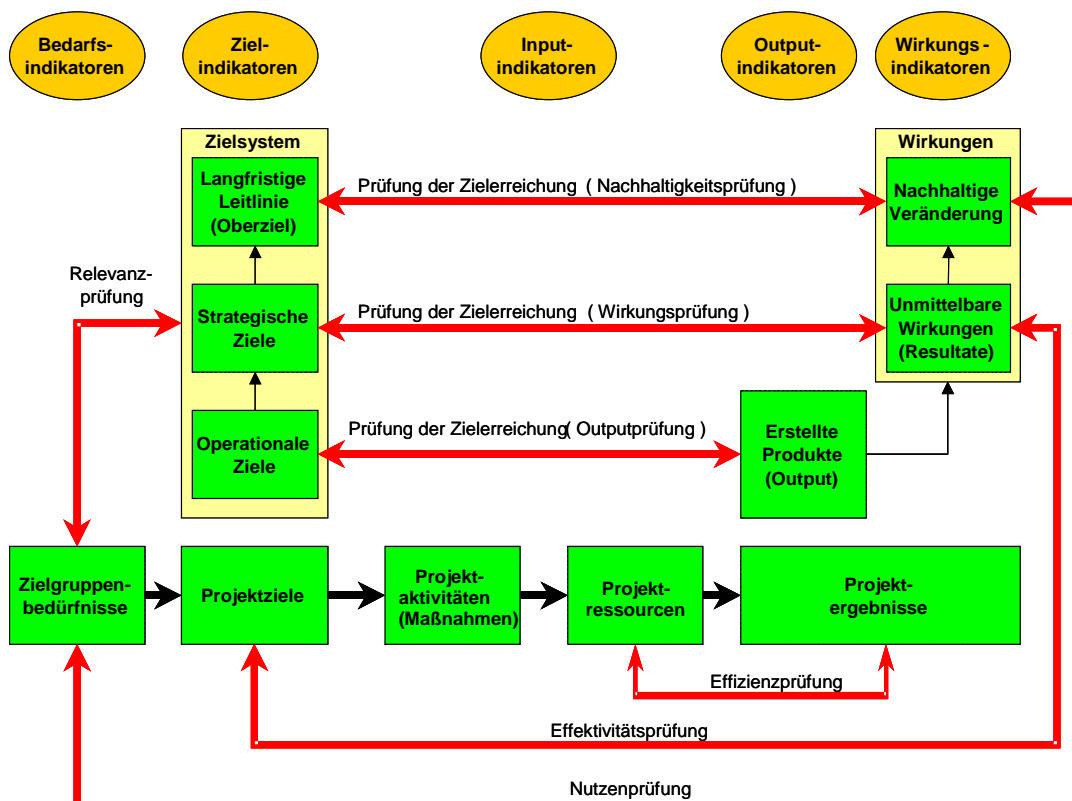 Bedarfs-
indikatoren
Ziel-
indikatoren
Input-
indikatoren
Output-
indikatoren
Wirkungs -
indikatoren
Zielsystem
Langfristige
Leitlinie
(Oberziel)
Prüfung der Zielerreichung ( Nachhaltigkeitsprüfung )
Wirkungen
Nachhaltige
Veränderung
Relevanz-
prüfung
Strategische
Ziele
Prüfung der Zielerreichung ( Wirkungsprüfung )
Unmittelbare
Wirkungen
(Resultate)
Operationale
Ziele
Prüfung der Zielerreichung( Outputprüfung )
Erstellte
Produkte
(Output)
Zielgruppen-
bedürfnisse
Projektziele
Projekt-
aktivitäten
(Maßnahmen)
Projekt-
ressourcen
Projekt-
ergebnisse
Effizienzprüfung
Effektivitätsprüfung
Nutzenprüfung